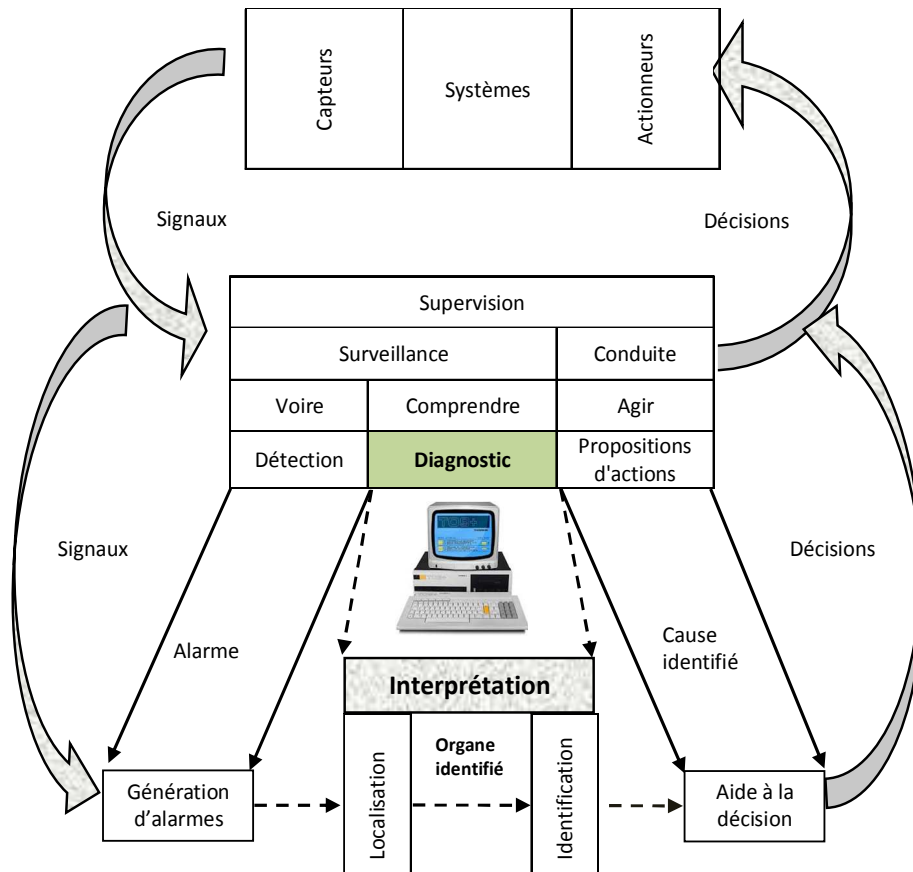 Capteurs
Systèmes
Actionneurs
Signaux
Décisions
Supervision
Surveillance
Conduite
Voire
Comprendre
Agir
Détection
Diagnostic
Propositions
d'actions
Signaux
Décisions
Alarme
Cause
identifié
Interprétation
Génération
d’alarmes
Localisation
Organe
identifié
Identification
Aide à la
décision